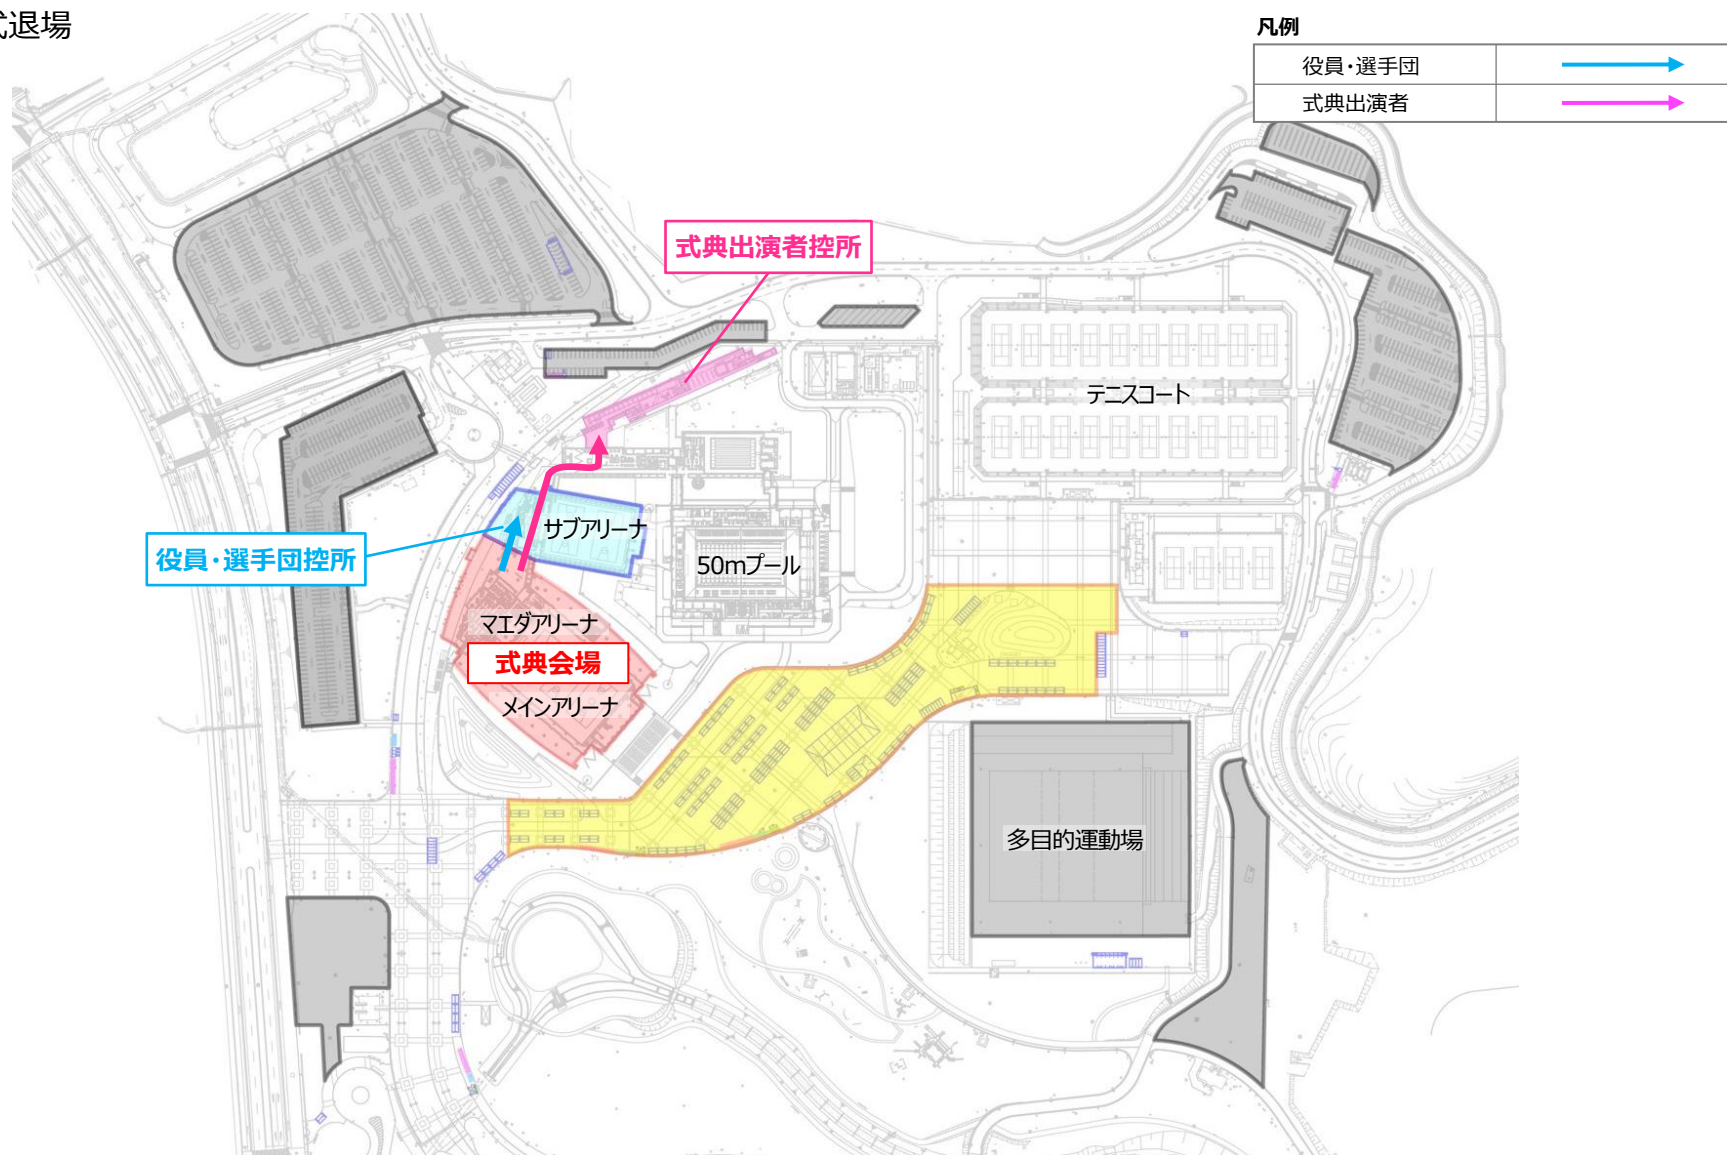 式退場
凡例
役員・選手団
式典出演者
式典出演者控所
テニスコート
サブアリーナ
役員・選手団控所
50mプール
マエダアリーナ
式典会場
メインアリーナ
多目的運動場